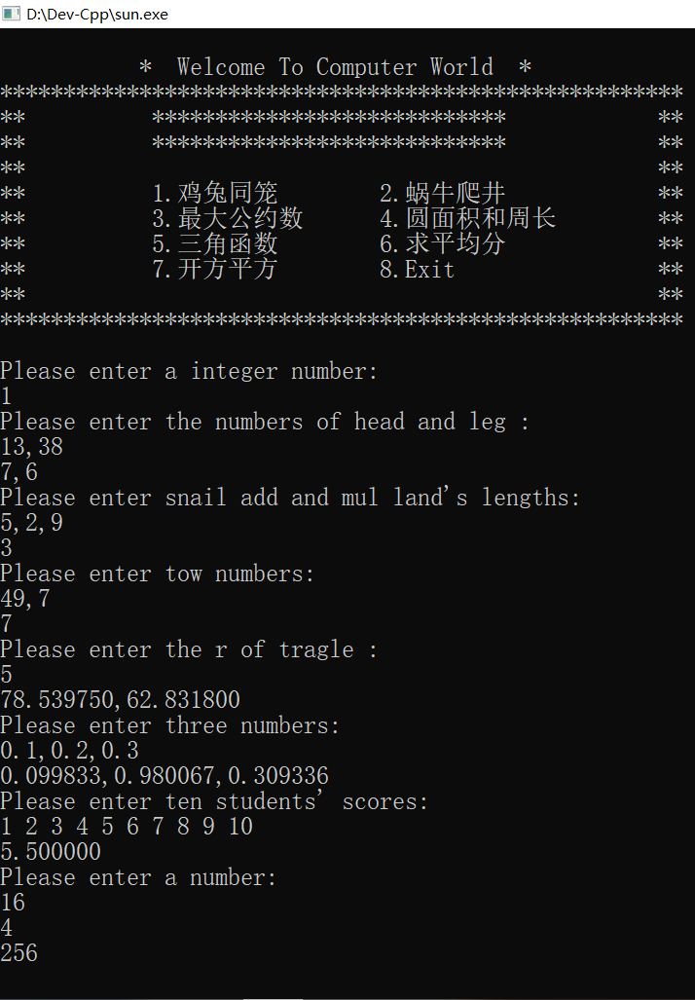 D:\Dev-Cpp\sun.exe
* Welcome To Computer World *
******************************************************
** **************************** **
** **************************** **
** **
** 1.鸡兔同笼 2.蜗牛爬井 **
** 3.最大公约数 4.圆面积和周长 **
** 5.三角函数 6.求平均分 **
** 7.开方平方 8.Exit **
** **
******************************************************
Please enter a integer number:
1
Please enter the numbers of head and leg :
13,38
7,6
Please enter snail add and mul land's lengths:
5,2,9
3
Please enter tow numbers:
49,7
7
Please enter the r of tragle :
5
78.539750,62.831800
Please enter three numbers:
0.1,0.2,0.3
0.099833,0.980067,0.309336
Please enter ten students' scores:
1 2 3 4 5 6 7 8 9 10
5.500000
Please enter a number:
16
4
256